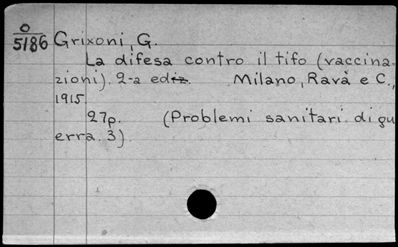 O
5186 Grixoni, G.
La difesa contro il tifo (vaccina-
zioni). 2-a ediz. Milano, Ravà e C.,
1915
27p. (Problemi sanitari di gu
erra. 3).